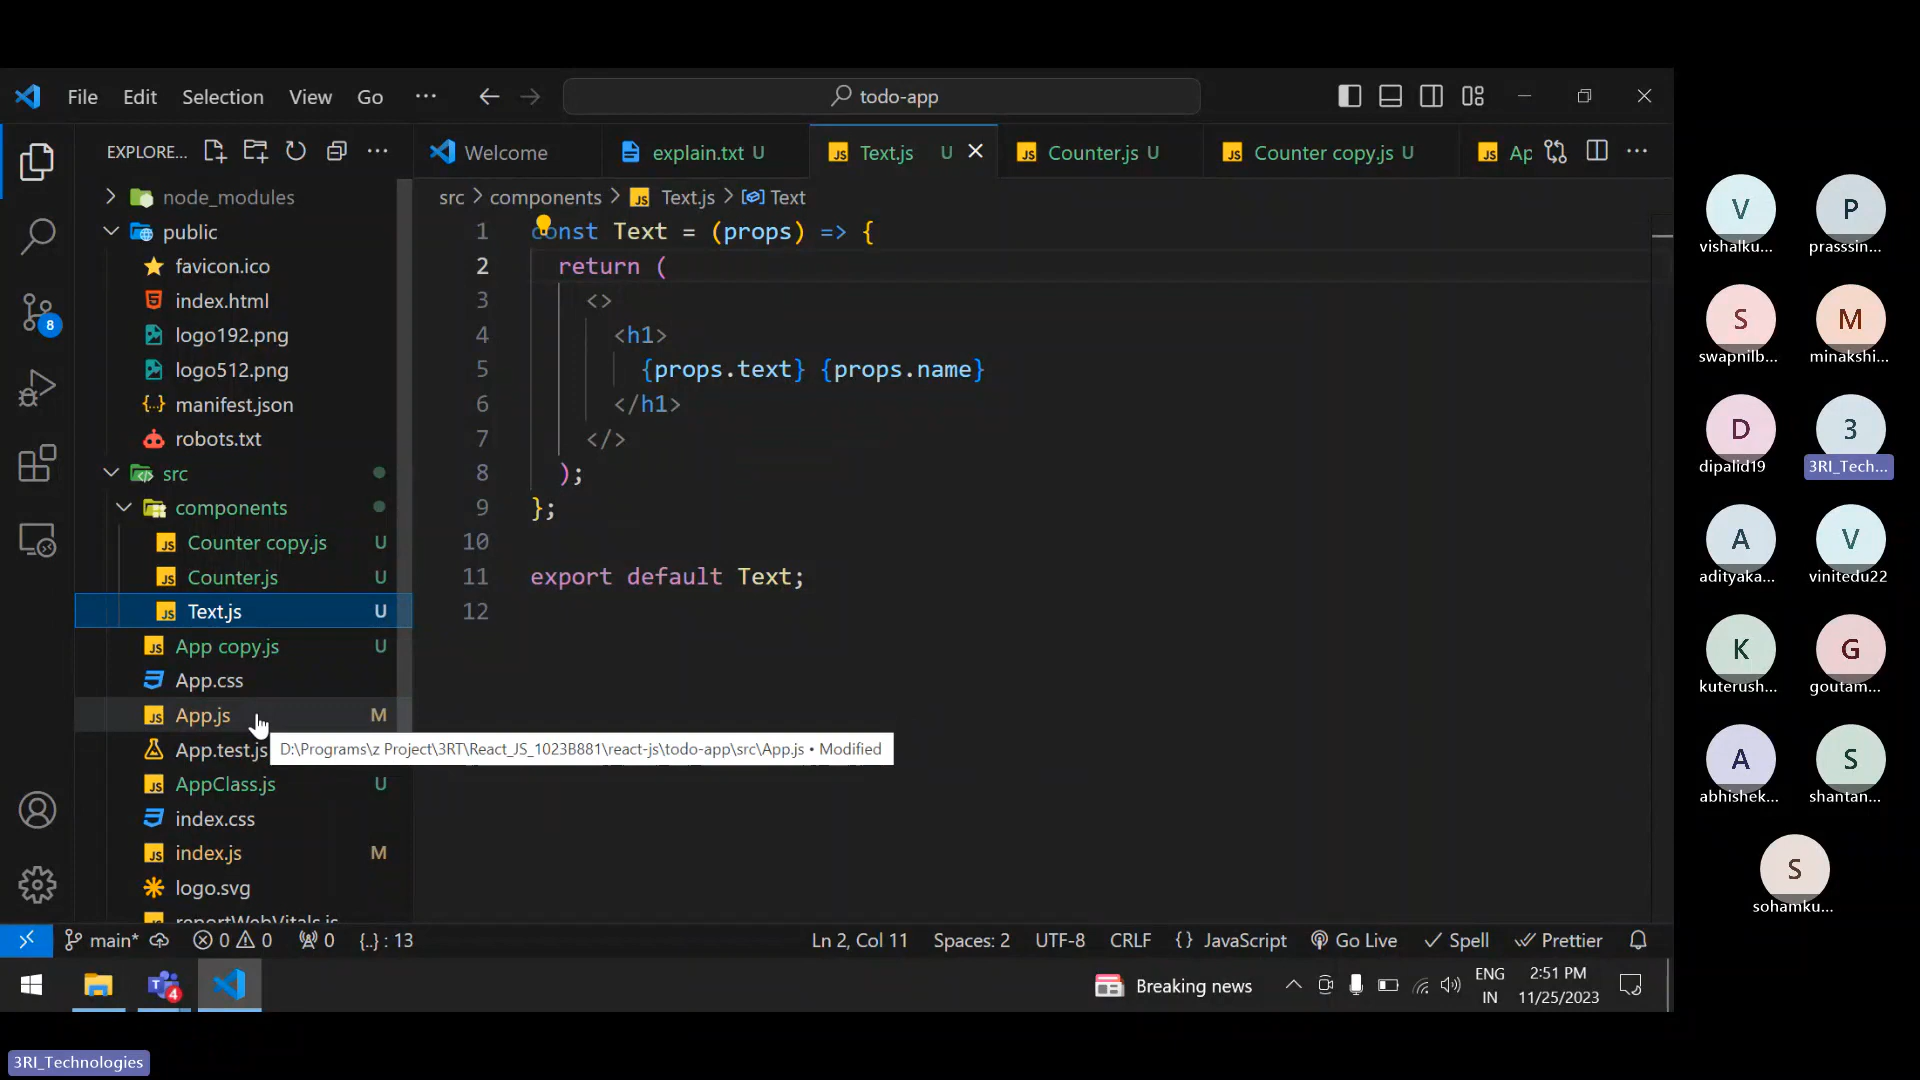 File Edit Selection View Go ··· todo-app
EXPLORE...
Welcome
explain.txt U
Text.js U
Counter.js U
Counter copy.js U
Ap
src > components > Text.js > Text
node_modules
public
favicon.ico
index.html
logo192.png
logo512.png
manifest.json
robots.txt
src
components
Counter copy.js U
Counter.js U
Text.js U
App copy.js U
App.css
App.js M
App.test.js
AppClass.js U
index.css
index.js M
logo.svg
reportWebVitals.js
8
1 const Text = (props) => {
2 return (
3 <>
4 <h1>
5 {props.text} {props.name}
6 </h1>
7 </>
8 );
9 };
10
11 export default Text;
12
D:\Programs\z Project\3RT\React_JS_1023B881\react-js\todo-app\src\App.js • Modified
main* 0 0 0 {..} : 13 Ln 2, Col 11 Spaces: 2 UTF-8 CRLF {} JavaScript Go Live Spell Prettier
4
Breaking news
ENG
IN
2:51 PM
11/25/2023
V
vishalku...
P
prasssin...
S
swapnilb...
M
minakshi...
D
dipalid19
3
3RI_Tech...
A
adityaka...
V
vinitedu22
K
kuterush...
G
goutam...
A
abhishek...
S
shantan...
S
sohamku...
3RI_Technologies